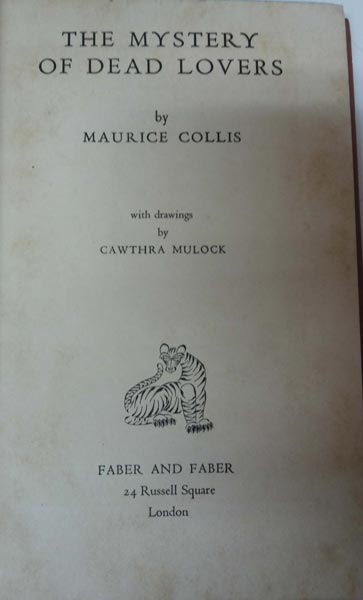 THE MYSTERY
OF DEAD LOVERS
by
MAURICE COLLIS
with drawings
by
CAWTHRA MULOCK
FABER AND FABER
24 Russell Square
London